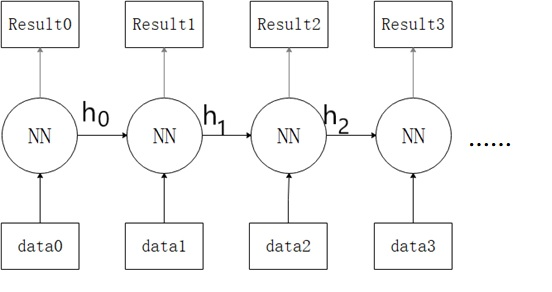 Result0 Result1 Result2 Result3
h0 h1 h2
NN NN NN NN ......
data0 data1 data2 data3